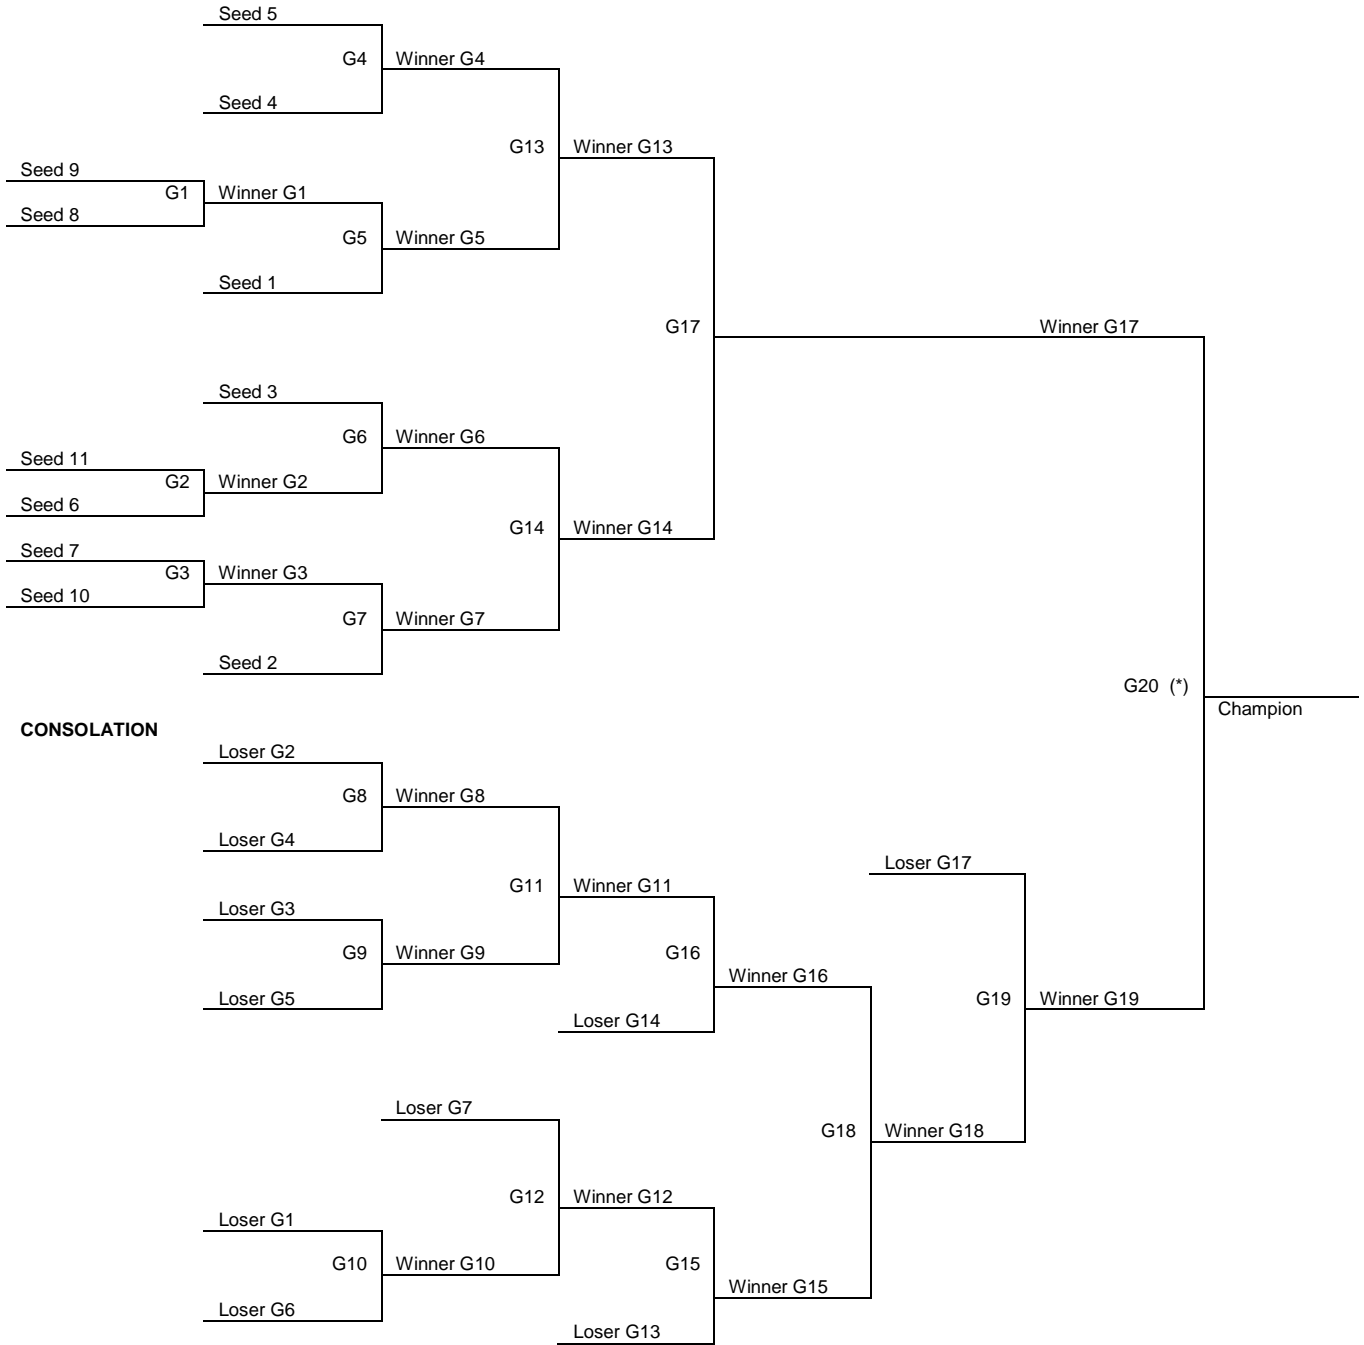 Seed 5
G4 Winner G4
Seed 4
G13 Winner G13
Seed 9
G1 Winner G1
Seed 8
G5 Winner G5
Seed 1
G17 Winner G17
Seed 3
G6 Winner G6
Seed 11
G2 Winner G2
Seed 6
G14 Winner G14
Seed 7
G3 Winner G3
Seed 10
G7 Winner G7
Seed 2
G20 (*)
Champion
CONSOLATION
Loser G2
G8 Winner G8
Loser G4
Loser G17
G11 Winner G11
Loser G3
G9 Winner G9 G16
Winner G16
Loser G5 G19 Winner G19
Loser G14
Loser G7
G18 Winner G18
G12 Winner G12
Loser G1
G10 Winner G10 G15
Winner G15
Loser G6
Loser G13